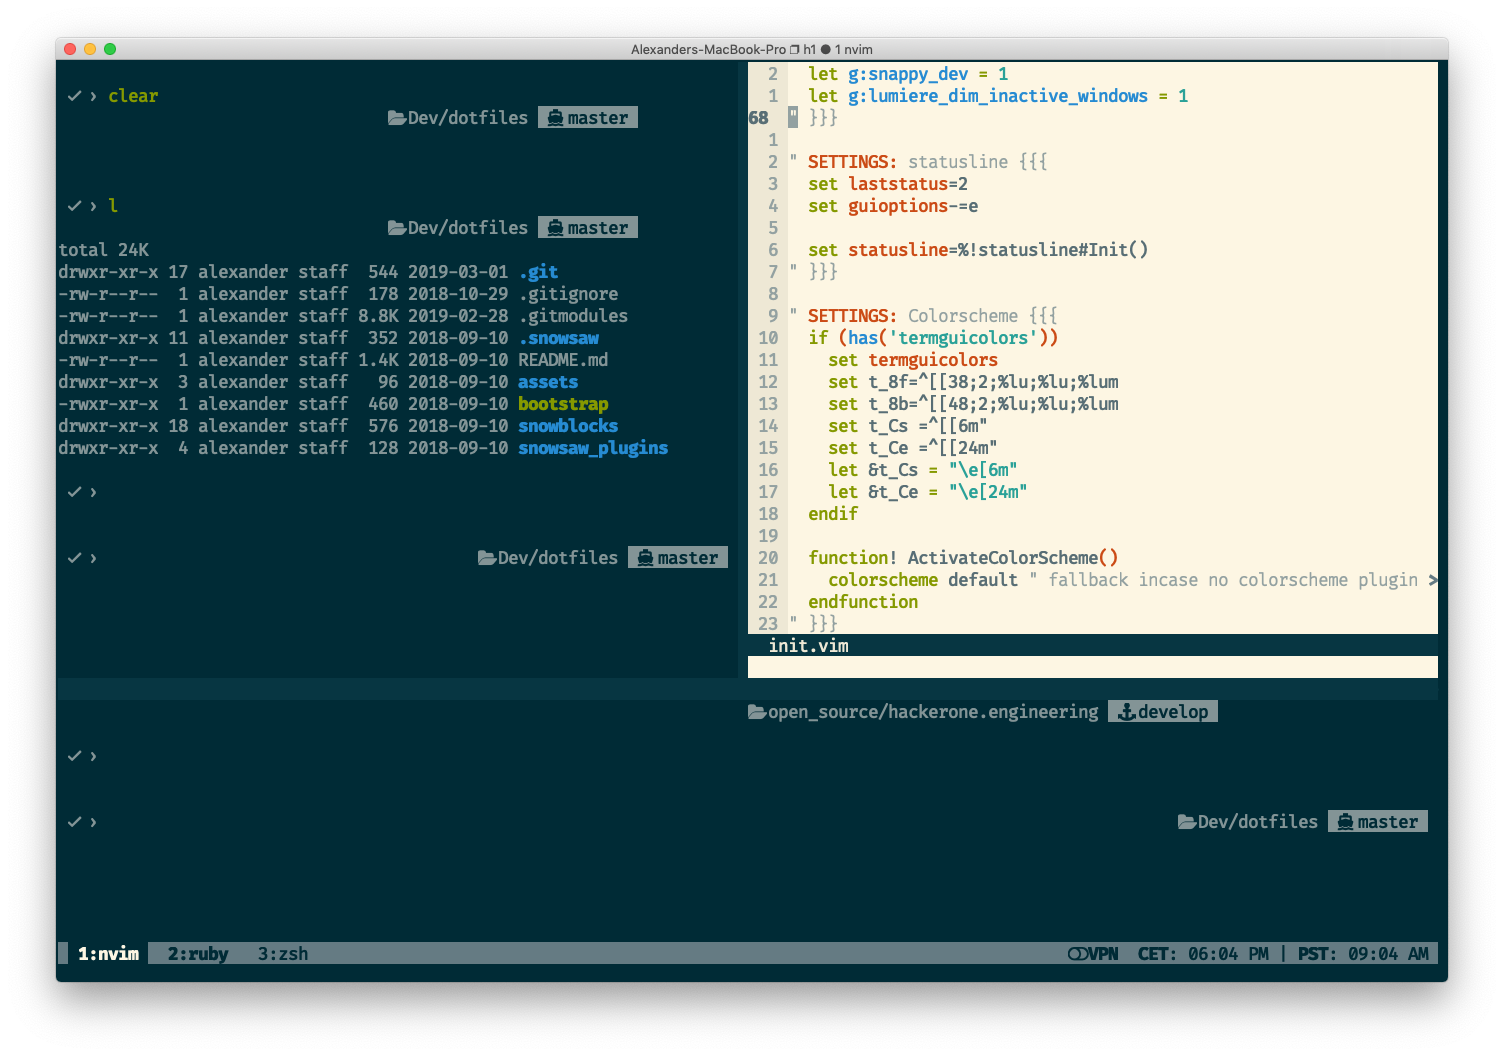 Alexanders-MacBook-Pro ❐ h1 ● 1 nvim
✓ › clear
Dev/dotfiles master
✓ › l
Dev/dotfiles master
total 24K
drwxr-xr-x 17 alexander staff  544 2019-03-01 .git
-rw-r--r--  1 alexander staff  178 2018-10-29 .gitignore
-rw-r--r--  1 alexander staff 8.8K 2019-02-28 .gitmodules
drwxr-xr-x 11 alexander staff  352 2018-09-10 .snowsaw
-rw-r--r--  1 alexander staff 1.4K 2018-09-10 README.md
drwxr-xr-x  3 alexander staff   96 2018-09-10 assets
-rwxr-xr-x  1 alexander staff  460 2018-09-10 bootstrap
drwxr-xr-x 18 alexander staff  576 2018-09-10 snowblocks
drwxr-xr-x  4 alexander staff  128 2018-09-10 snowsaw_plugins
✓ ›
✓ › Dev/dotfiles master
2 let g:snappy_dev = 1
1 let g:lumiere_dim_inactive_windows = 1
68 " }}}
1
2 " SETTINGS: statusline {{{
3 set laststatus=2
4 set guioptions-=e
5
6 set statusline=%!statusline#Init()
7 " }}}
8
9 " SETTINGS: Colorscheme {{{
10 if (has('termguicolors'))
11 set termguicolors
12 set t_8f=^[[38;2;%lu;%lu;%lum
13 set t_8b=^[[48;2;%lu;%lu;%lum
14 set t_Cs =^[[6m"
15 set t_Ce =^[[24m"
16 let &t_Cs = "\e[6m"
17 let &t_Ce = "\e[24m"
18 endif
19
20 function! ActivateColorScheme()
21 colorscheme default " fallback incase no colorscheme plugin >
22 endfunction
23 " }}}
init.vim
open_source/hackerone.engineering develop
✓ ›
✓ › Dev/dotfiles master
1:nvim 2:ruby 3:zsh VPN CET: 06:04 PM | PST: 09:04 AM